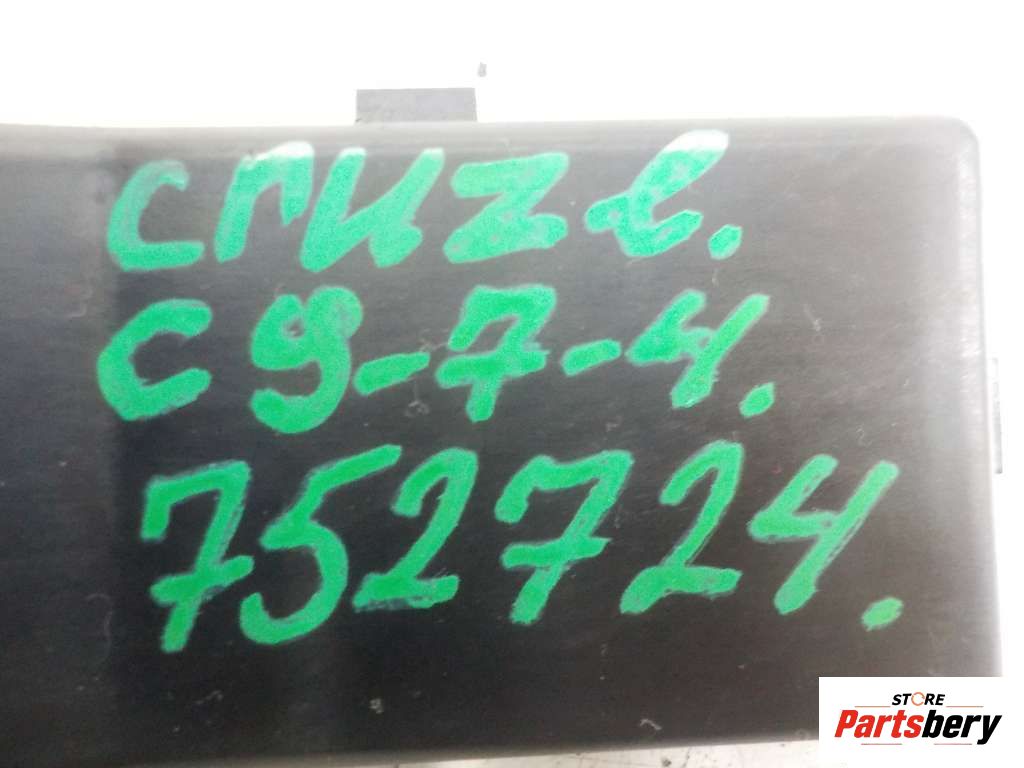 cruze.
C9-7-4.
752724.
STORE
Partsbery